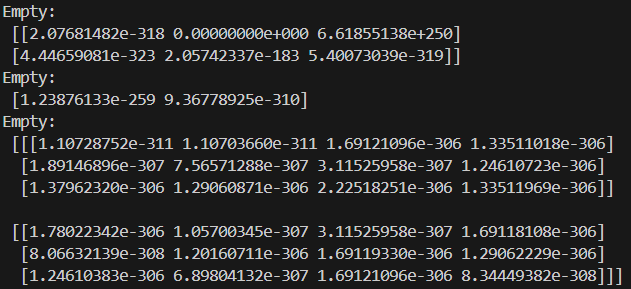 Empty:
[[2.07681482e-318 0.00000000e+000 6.61855138e+250]
[4.44659081e-323 2.05742337e-183 5.40073039e-319]]
Empty:
[1.23876133e-259 9.36778925e-310]
Empty:
[[[1.10728752e-311 1.10703660e-311 1.69121096e-306 1.33511018e-306]
[1.89146896e-307 7.56571288e-307 3.11525958e-307 1.24610723e-306]
[1.37962320e-306 1.29060871e-306 2.22518251e-306 1.33511969e-306]]
[[1.78022342e-306 1.05700345e-307 3.11525958e-307 1.69118108e-306]
[8.06632139e-308 1.20160711e-306 1.69119330e-306 1.29062229e-306]
[1.24610383e-306 6.89804132e-307 1.69121096e-306 8.34449382e-308]]]